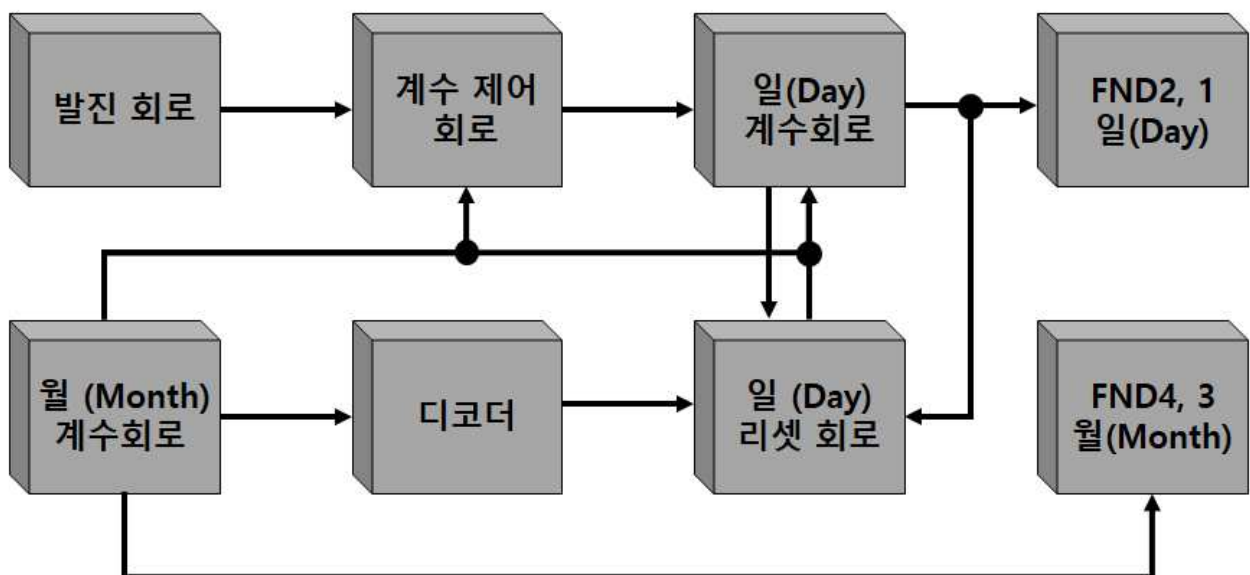 발진 회로
계수 제어
회로
일(Day)
계수회로
FND2, 1
일(Day)
월 (Month)
계수회로
디코더
일 (Day)
리셋 회로
FND4, 3
월(Month)